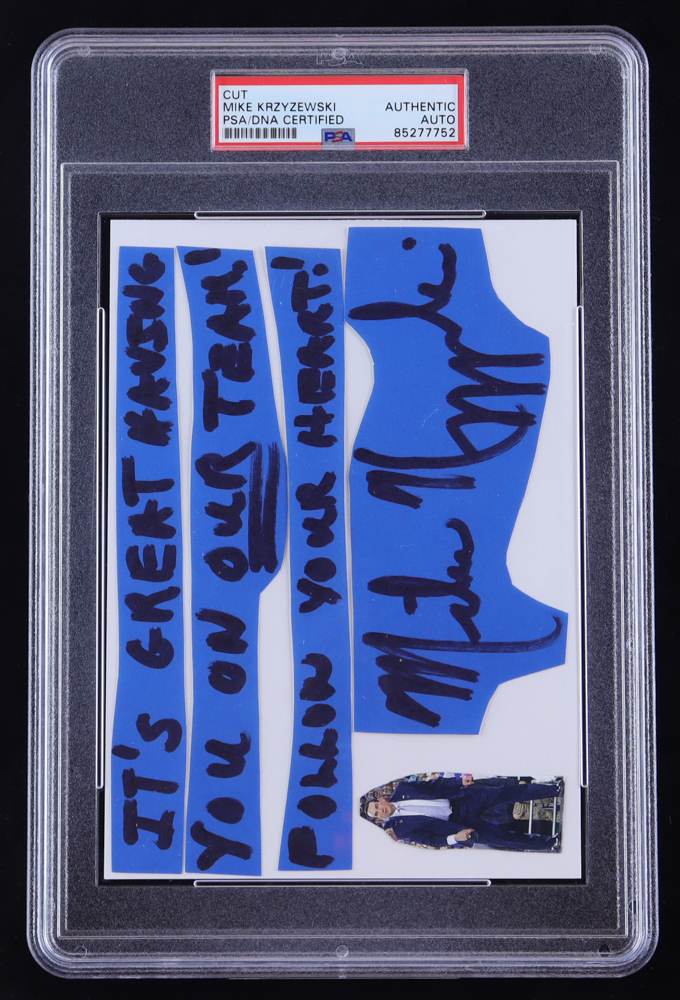 CUT
MIKE KRZYZEWSKI
PSA/DNA CERTIFIED
AUTHENTIC
AUTO
85277752
PSA
IT'S GREAT HAVING
YOU ON OUR TEAM!
FOLLOW YOUR HEART!
Mike Krzyzewski